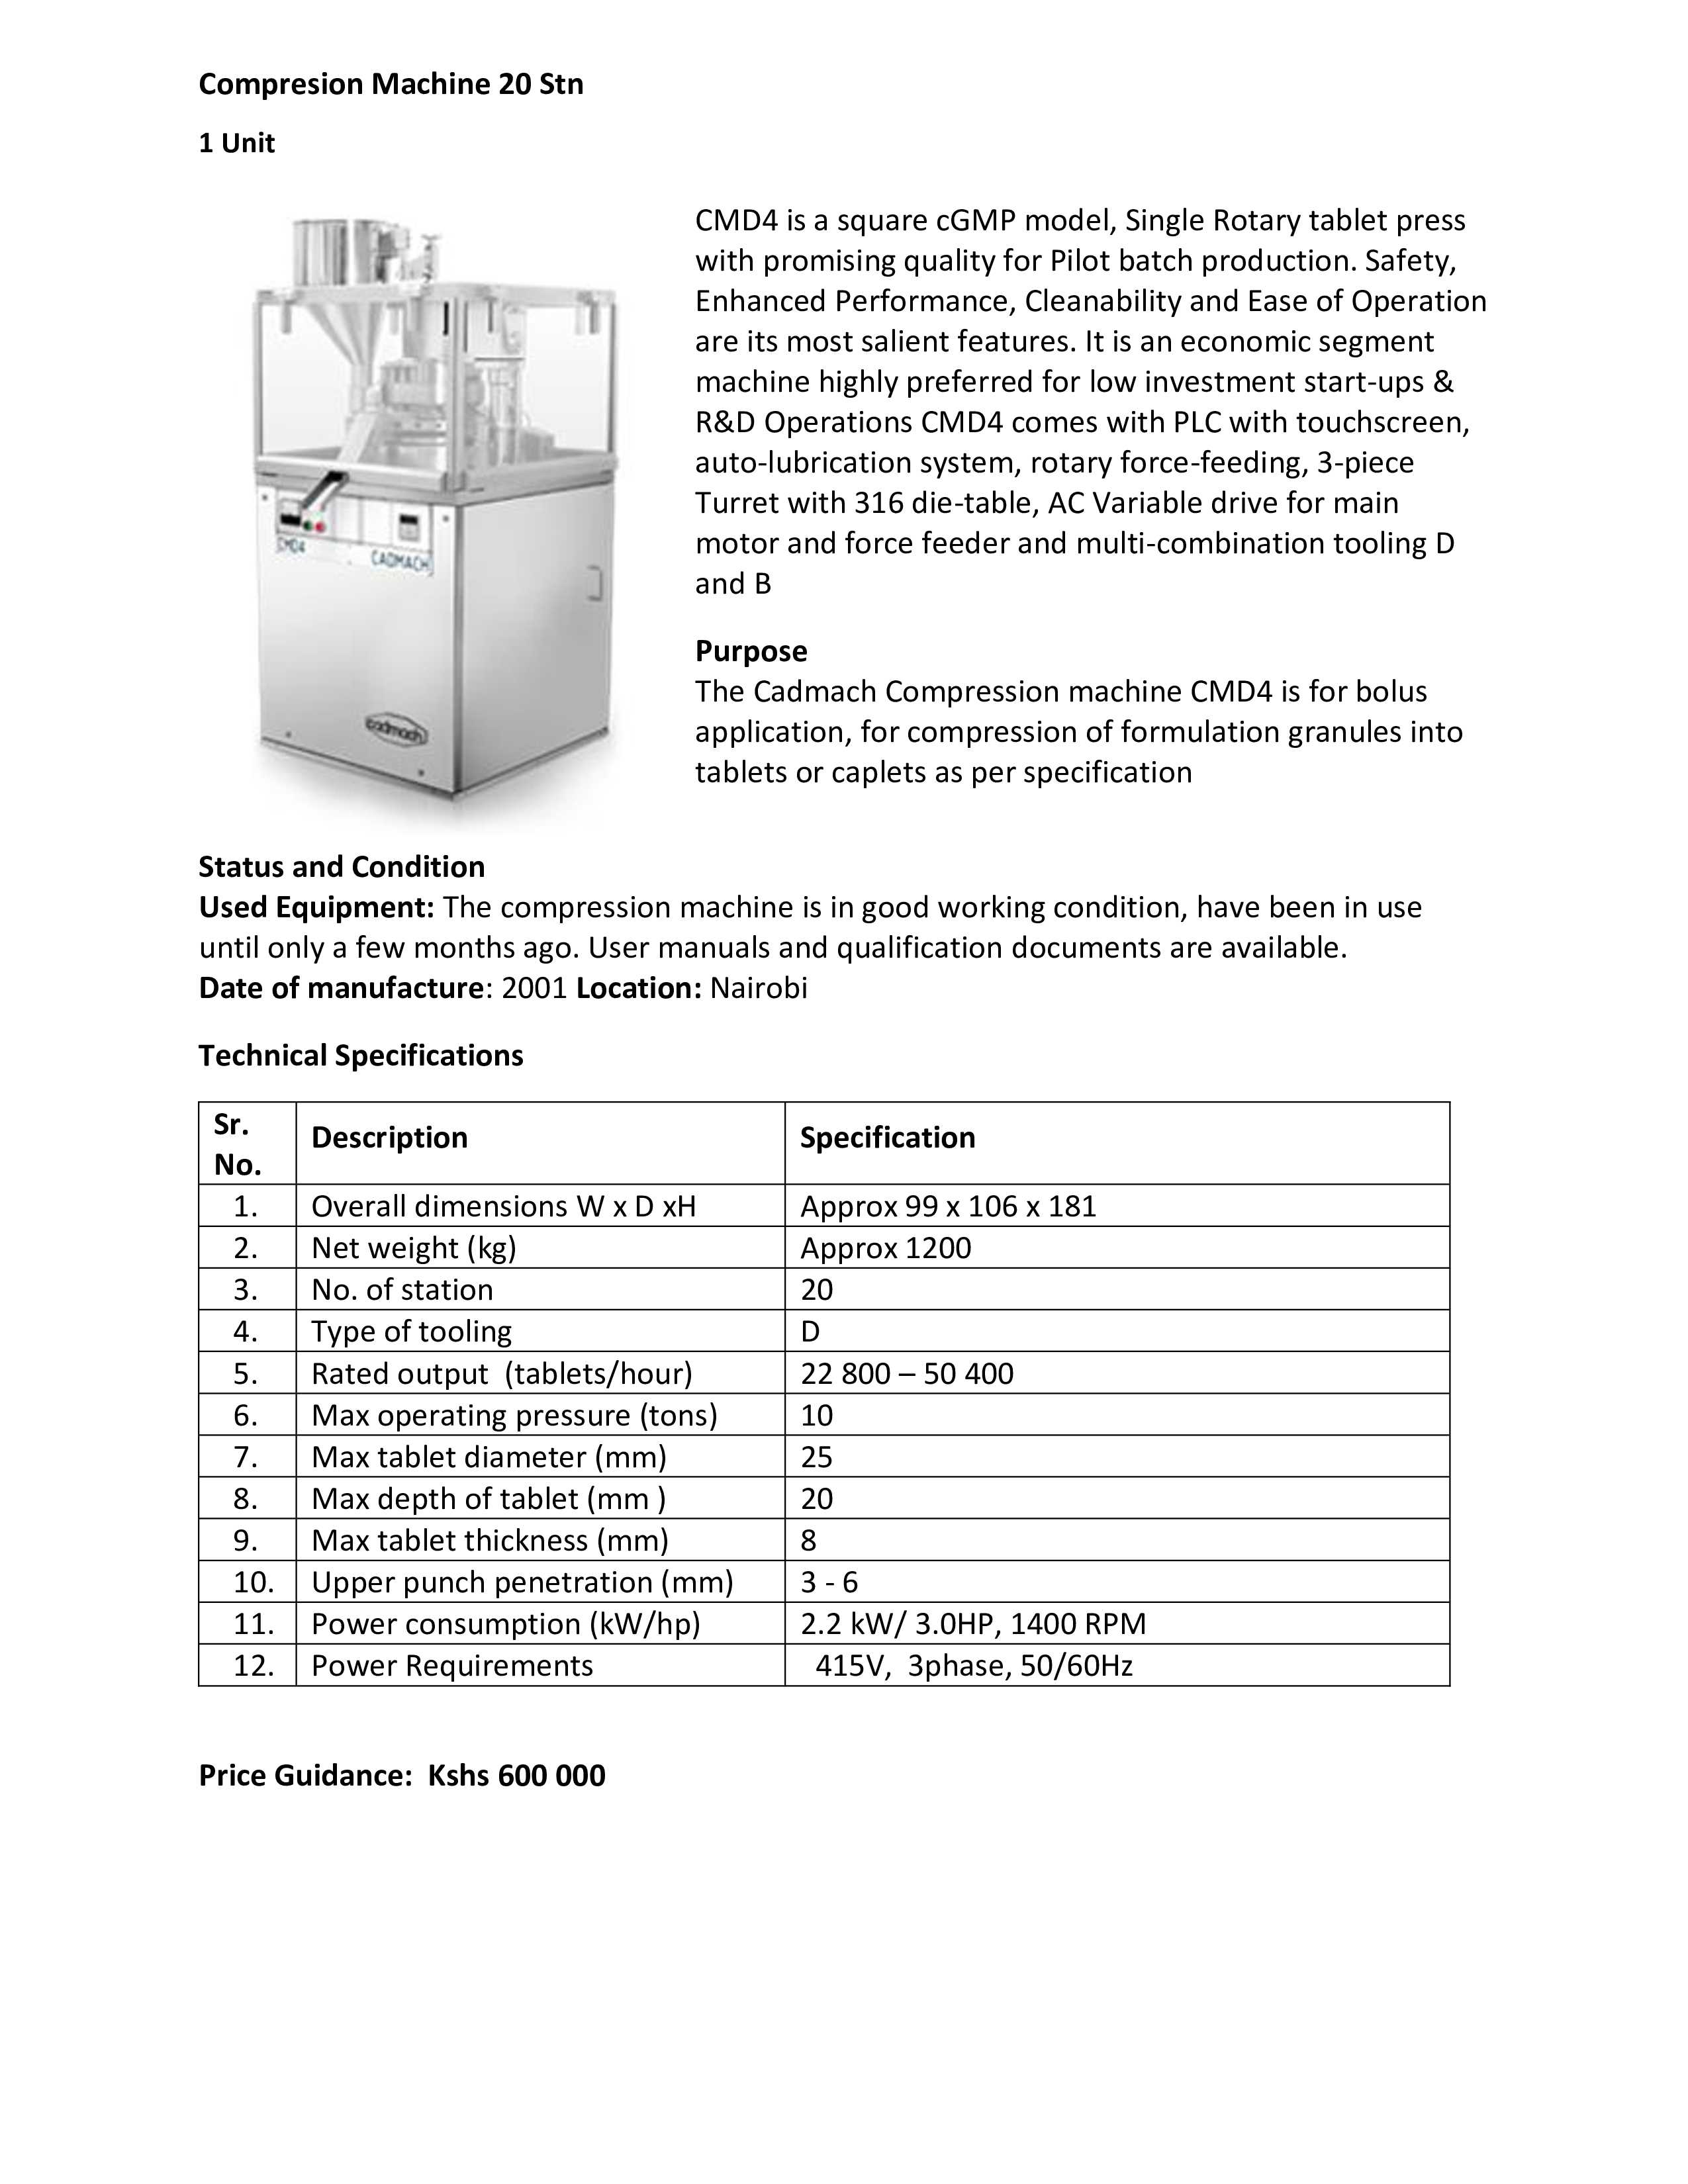 Compresion Machine 20 Stn
1 Unit
CMD4
CADMACH
cadmach
CMD4 is a square cGMP model, Single Rotary tablet press
with promising quality for Pilot batch production. Safety,
Enhanced Performance, Cleanability and Ease of Operation
are its most salient features. It is an economic segment
machine highly preferred for low investment start-ups &
R&D Operations CMD4 comes with PLC with touchscreen,
auto-lubrication system, rotary force-feeding, 3-piece
Turret with 316 die-table, AC Variable drive for main
motor and force feeder and multi-combination tooling D
and B
Purpose
The Cadmach Compression machine CMD4 is for bolus
application, for compression of formulation granules into
tablets or caplets as per specification
Status and Condition
Used Equipment: The compression machine is in good working condition, have been in use
until only a few months ago. User manuals and qualification documents are available.
Date of manufacture: 2001 Location: Nairobi
Technical Specifications
Sr. No. Description Specification
1. Overall dimensions W x D xH Approx 99 x 106 x 181
2. Net weight (kg) Approx 1200
3. No. of station 20
4. Type of tooling D
5. Rated output (tablets/hour) 22 800 – 50 400
6. Max operating pressure (tons) 10
7. Max tablet diameter (mm) 25
8. Max depth of tablet (mm ) 20
9. Max tablet thickness (mm) 8
10. Upper punch penetration (mm) 3 - 6
11. Power consumption (kW/hp) 2.2 kW/ 3.0HP, 1400 RPM
12. Power Requirements 415V, 3phase, 50/60Hz
Price Guidance: Kshs 600 000